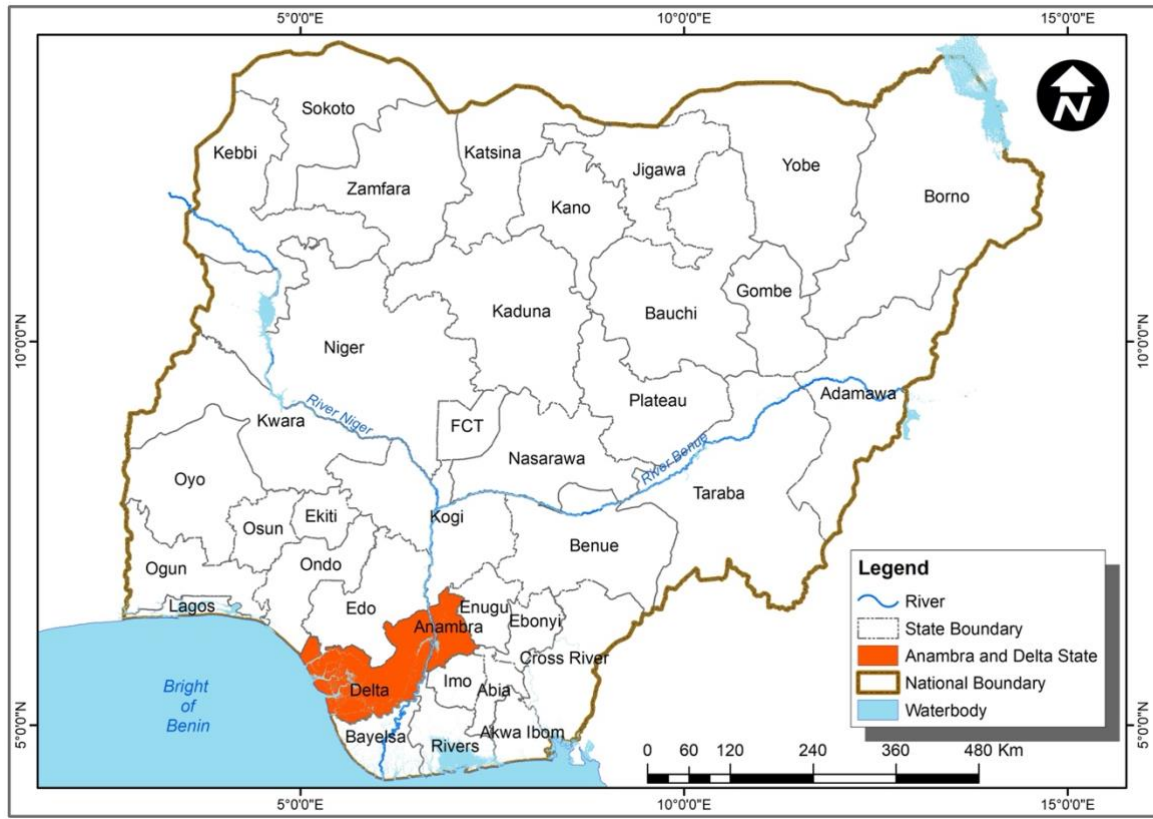 5°0'0"E 10°0'0"E 15°0'0"E
N
Sokoto
Kebbi
Katsina
Zamfara
Jigawa
Yobe
Kano
Borno
Gombe
Kaduna
Bauchi
10°0'0"N 10°0'0"N
Niger
Adamawa
Plateau
River Niger
Kwara
FCT
River Benue
Nasarawa
Oyo
Taraba
Kogi
Ekiti
Osun
Benue
Ogun
Ondo
Lagos
Edo
Enugu
Anambra
Ebonyi
Cross River
Imo
Abia
Delta
Bright
of
Benin
5°0'0"N 5°0'0"N
Bayelsa
Rivers
Akwa Ibom
Legend
River
State Boundary
Anambra and Delta State
National Boundary
Waterbody
0 60 120 240 360 480 Km
5°0'0"E 10°0'0"E 15°0'0"E